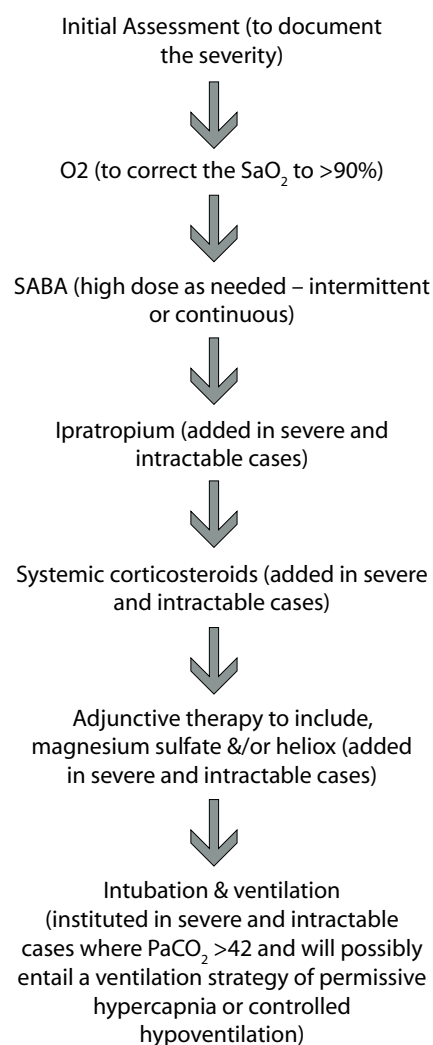 Initial Assessment (to document
the severity)
O2 (to correct the SaO₂ to >90%)
SABA (high dose as needed – intermittent
or continuous)
Ipratropium (added in severe and
intractable cases)
Systemic corticosteroids (added in severe
and intractable cases)
Adjunctive therapy to include,
magnesium sulfate &/or heliox (added
in severe and intractable cases)
Intubation & ventilation
(instituted in severe and intractable
cases where PaCO₂ >42 and will possibly
entail a ventilation strategy of permissive
hypercapnia or controlled
hypoventilation)